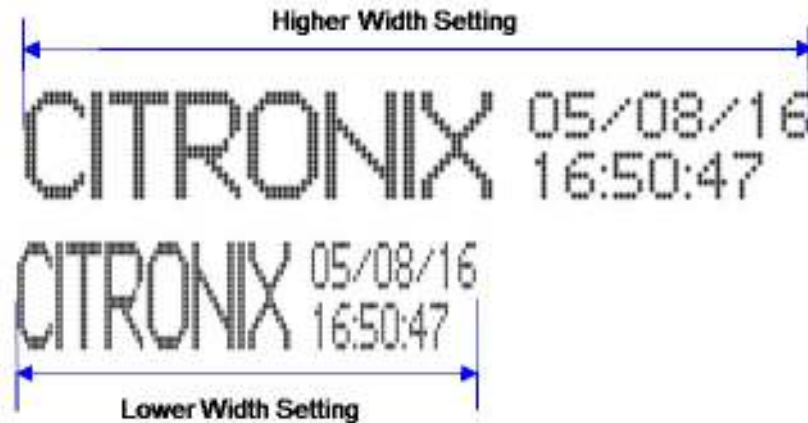 Higher Width Setting
CITRONIX 05/08/16
16:50:47
CITRONIX 05/08/16
16:50:47
Lower Width Setting